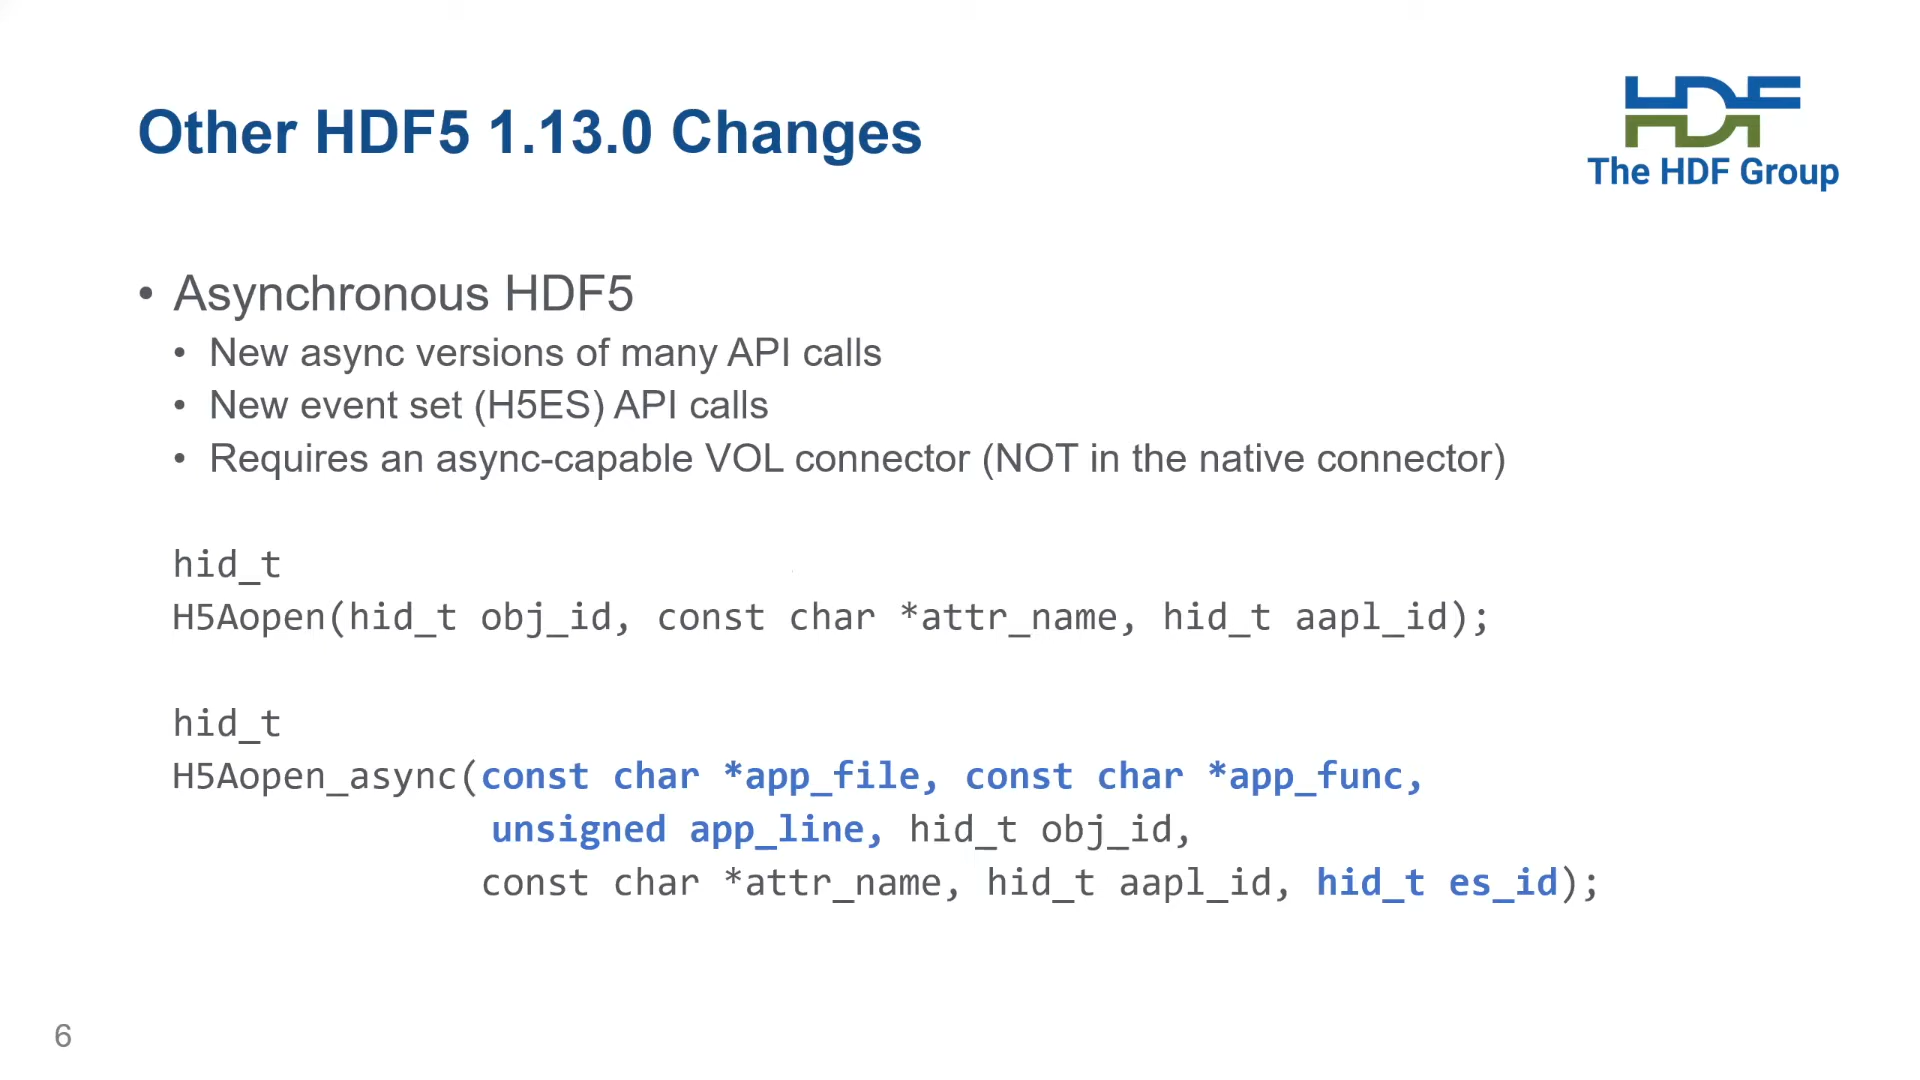 Other HDF5 1.13.0 Changes
HDF
The HDF Group
• Asynchronous HDF5
• New async versions of many API calls
• New event set (H5ES) API calls
• Requires an async-capable VOL connector (NOT in the native connector)
hid_t
H5Aopen(hid_t obj_id, const char *attr_name, hid_t aapl_id);
hid_t
H5Aopen_async(const char *app_file, const char *app_func,
unsigned app_line, hid_t obj_id,
const char *attr_name, hid_t aapl_id, hid_t es_id);
6